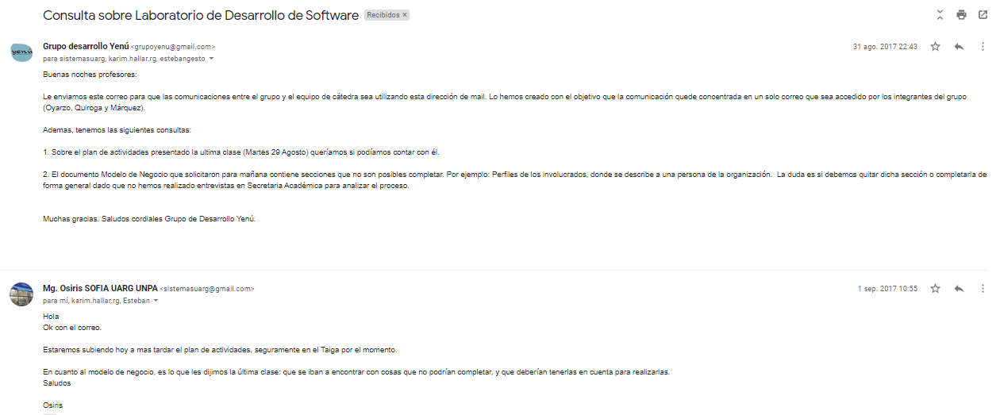 Consulta sobre Laboratorio de Desarrollo de Software Recibidos ×
yenú
Grupo desarrollo Yenú <grupoyenu@gmail.com> 31 ago. 2017 22:43
para sistemasuarg, karim.hallar.rg, estebangesto
Buenas noches profesores:
Le enviamos este correo para que las comunicaciones entre el grupo y el equipo de cátedra sea utilizando esta dirección de mail. Lo hemos creado con el objetivo que la comunicación quede concentrada en un solo correo que sea accedido por los integrantes del grupo
(Oyarzo, Quiroga y Márquez).
Ademas, tenemos las siguientes consultas:
1. Sobre el plan de actividades presentado la ultima clase (Martes 29 Agosto) queríamos si podíamos contar con él.
2. El documento Modelo de Negocio que solicitaron para mañana contiene secciones que no son posibles completar. Por ejemplo: Perfiles de los involucrados, donde se describe a una persona de la organización.  La duda es si debemos quitar dicha sección o completarla de
forma general dado que no hemos realizado entrevistas en Secretaria Académica para analizar el proceso.
Muchas gracias. Saludos cordiales Grupo de Desarrollo Yenú.
Mg. Osiris SOFIA UARG UNPA <sistemasuarg@gmail.com> 1 sep. 2017 10:55
para mí, karim.hallar.rg, Esteban
Hola
Ok con el correo.
Estaremos subiendo hoy a mas tardar el plan de actividades, seguramente en el Taiga por el momento.
En cuanto al modelo de negocio, es lo que les dijimos la última clase: que se iban a encontrar con cosas que no podrían completar, y que deberían tenerlas en cuenta para realizarlas.
Saludos
Osiris